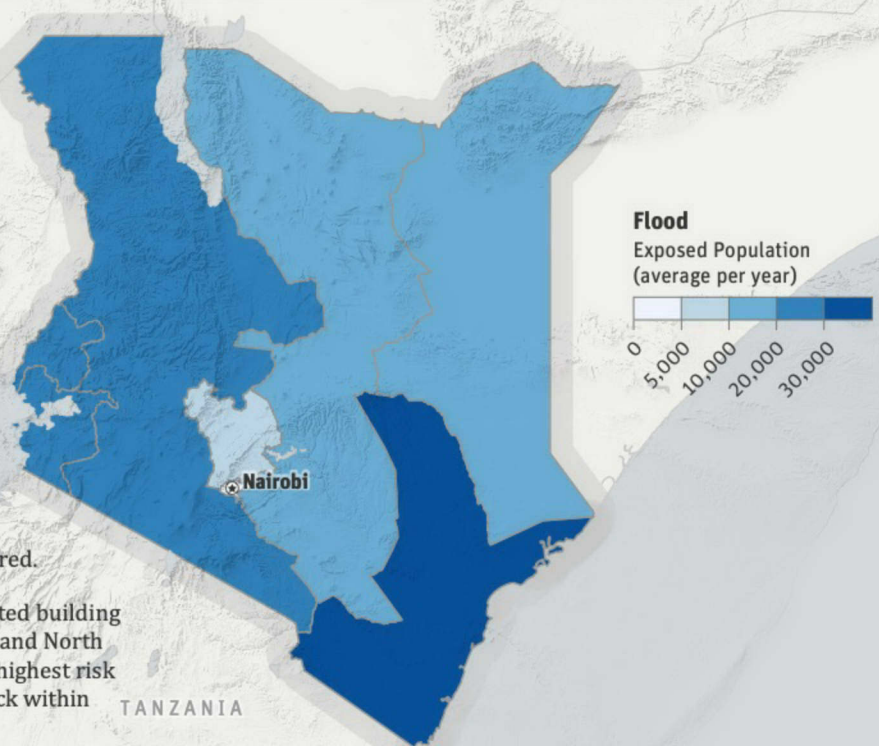 Flood
Exposed Population
(average per year)
0
5,000
10,000
20,000
30,000
Nairobi
red.
ted building
and North
highest risk
ck within
TANZANIA